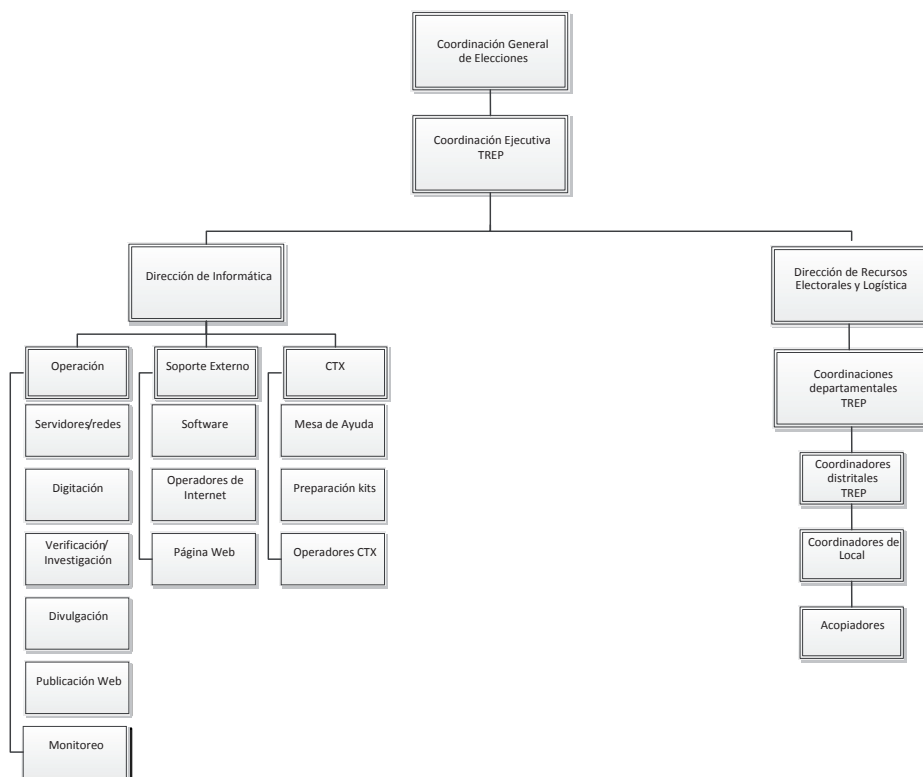 Coordinación General
de Elecciones
Coordinación Ejecutiva
TREP
Dirección de Informática
Dirección de Recursos
Electorales y Logística
Operación
Soporte Externo
CTX
Coordinaciones
departamentales
TREP
Servidores/redes
Software
Mesa de Ayuda
Coordinadores
distritales
TREP
Digitación
Operadores de
Internet
Preparación kits
Verificación/
Investigación
Página Web
Operadores CTX
Coordinadores de
Local
Divulgación
Acopiadores
Publicación Web
Monitoreo